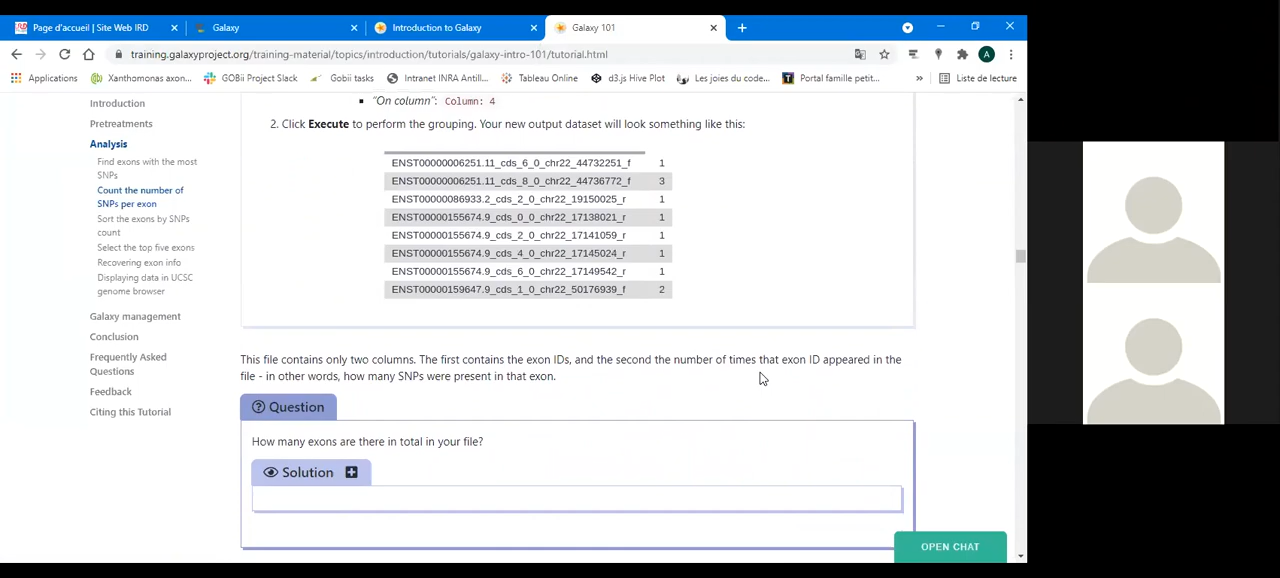 Page d'accueil | Site Web IRD
Galaxy
Introduction to Galaxy
Galaxy 101
training.galaxyproject.org/training-material/topics/introduction/tutorials/galaxy-intro-101/tutorial.html
A
Applications
Xanthomonas axon...
GOBii Project Slack
Gobii tasks
Intranet INRA Antill...
Tableau Online
d3.js Hive Plot
Les joies du code...
Portal famille petit...
»
Liste de lecture
Introduction
Pretreatments
Analysis
Find exons with the most
SNPs
Count the number of
SNPs per exon
Sort the exons by SNPs
count
Select the top five exons
Recovering exon info
Displaying data in UCSC
genome browser
Galaxy management
Conclusion
Frequently Asked
Questions
Feedback
Citing this Tutorial
"On column": Column: 4
2. Click Execute to perform the grouping. Your new output dataset will look something like this:
ENST00000006251.11_cds_6_0_chr22_44732251_f 1
ENST00000006251.11_cds_8_0_chr22_44736772_f 3
ENST00000086933.2_cds_2_0_chr22_19150025_r 1
ENST00000155674.9_cds_0_0_chr22_17138021_r 1
ENST00000155674.9_cds_2_0_chr22_17141059_r 1
ENST00000155674.9_cds_4_0_chr22_17145024_r 1
ENST00000155674.9_cds_6_0_chr22_17149542_r 1
ENST00000159647.9_cds_1_0_chr22_50176939_f 2
This file contains only two columns. The first contains the exon IDs, and the second the number of times that exon ID appeared in the
file - in other words, how many SNPs were present in that exon.
Question
How many exons are there in total in your file?
Solution
OPEN CHAT